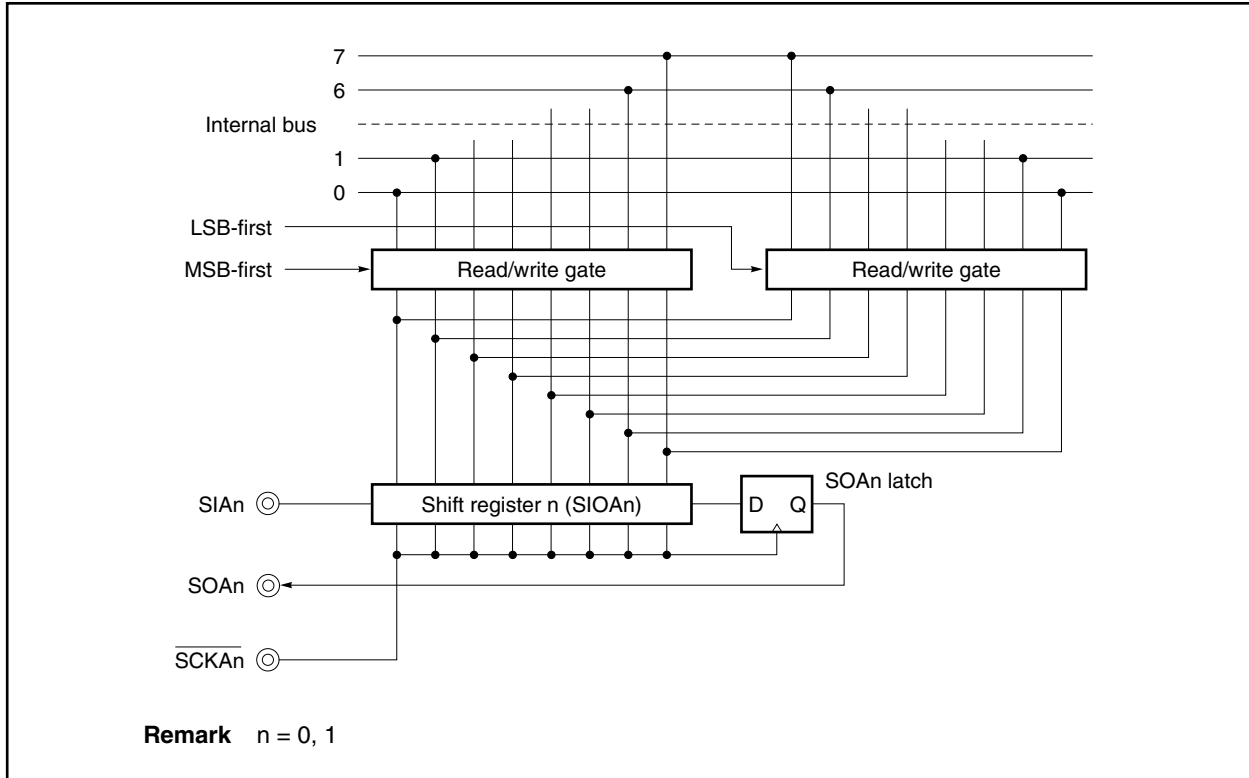 7
6
Internal bus
1
0
LSB-first
MSB-first
Read/write gate
Read/write gate
SOAn latch
SIAn
Shift register n (SIOAn)
D Q
SOAn
S̅C̅K̅A̅n̅
Remark n = 0, 1